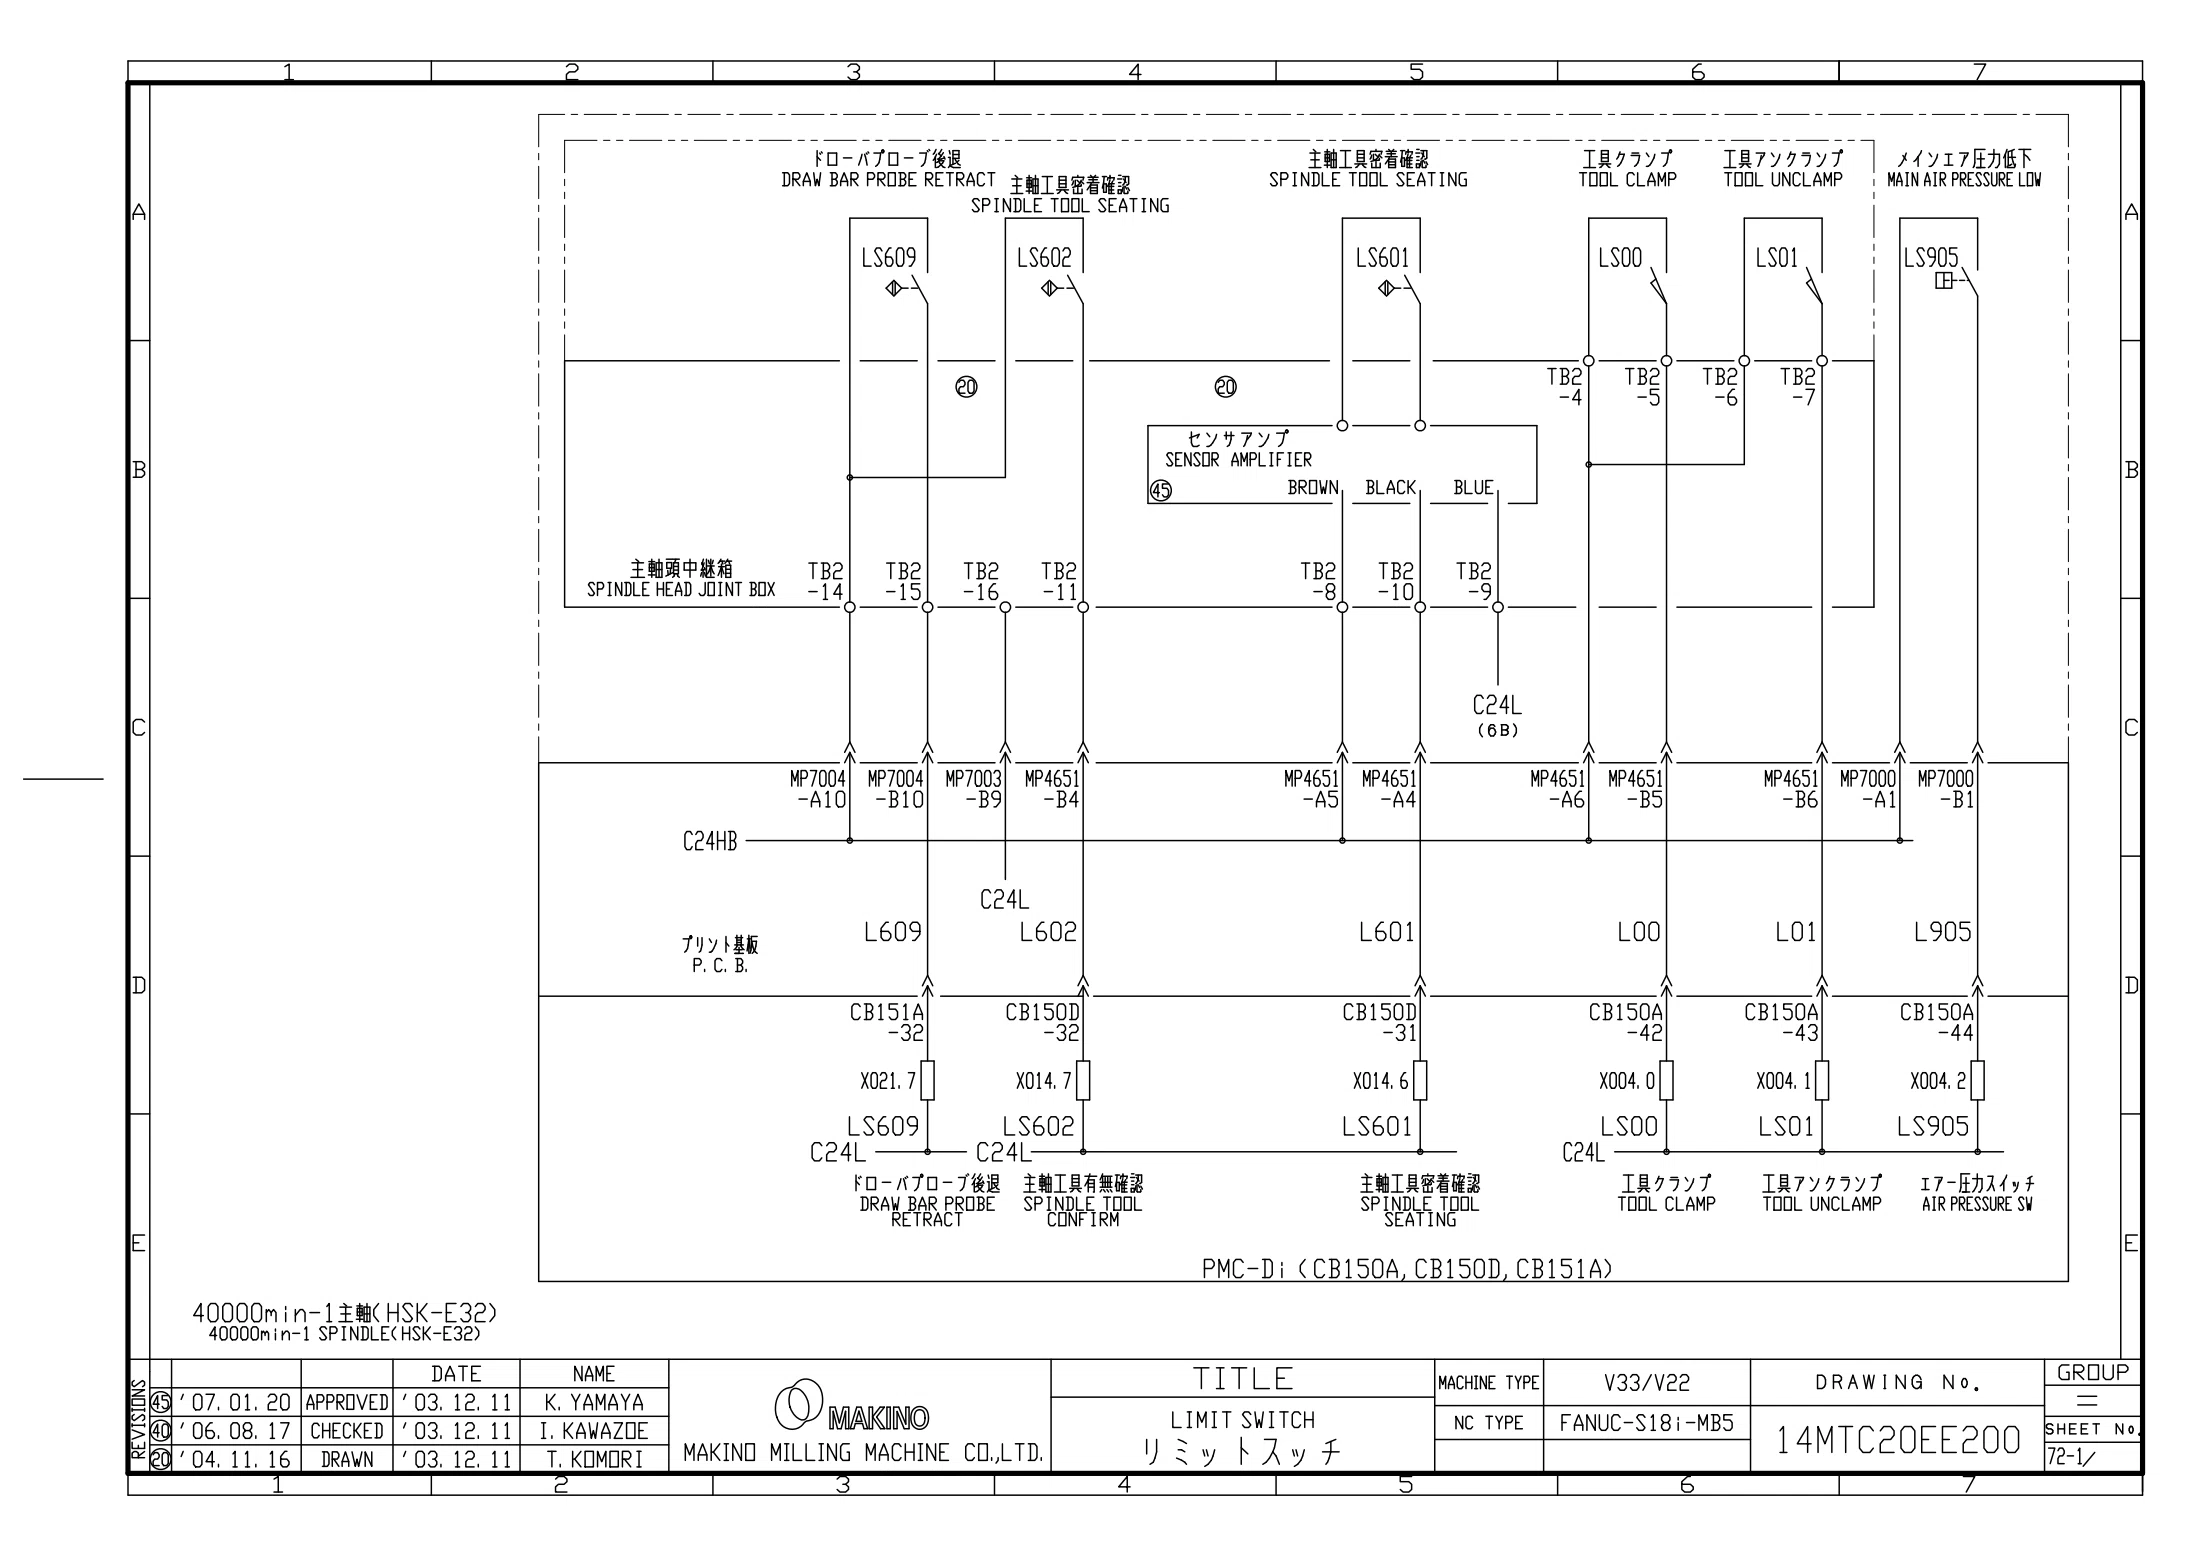 1 2 3 4 5 6 7
ドローバプローブ後退
DRAW BAR PROBE RETRACT
主軸工具密着確認
SPINDLE TOOL SEATING
主軸工具密着確認
SPINDLE TOOL SEATING
工具クランプ
TOOL CLAMP
工具アンクランプ
TOOL UNCLAMP
メインエア圧力低下
MAIN AIR PRESSURE LOW
A A
LS609 LS602 LS601 LS00 LS01 LS905
TB2 TB2 TB2 TB2
-4 -5 -6 -7
20 20
センサアンプ
SENSOR AMPLIFIER
B B
45 BROWN BLACK BLUE
主軸頭中継箱
SPINDLE HEAD JOINT BOX
TB2 TB2 TB2 TB2 TB2 TB2 TB2
-14 -15 -16 -11 -8 -10 -9
C24L
(6B)
C C
MP7004 MP7004 MP7003 MP4651 MP4651 MP4651 MP4651 MP4651 MP4651 MP7000 MP7000
-A10 -B10 -B9 -B4 -A5 -A4 -A6 -B5 -B6 -A1 -B1
C24HB
C24L
L609 L602 L601 L00 L01 L905
プリント基板
P. C. B.
D D
CB151A CB150D CB150D CB150A CB150A CB150A
-32 -32 -31 -42 -43 -44
X021. 7 X014. 7 X014. 6 X004. 0 X004. 1 X004. 2
LS609 LS602 LS601 LS00 LS01 LS905
C24L C24L C24L
ドローバプローブ後退
DRAW BAR PROBE
RETRACT
主軸工具有無確認
SPINDLE TOOL
CONFIRM
主軸工具密着確認
SPINDLE TOOL
SEATING
工具クランプ
TOOL CLAMP
工具アンクランプ
TOOL UNCLAMP
エアー圧力スイッチ
AIR PRESSURE SW
E E
PMC-Di (CB150A, CB150D, CB151A)
40000min-1主軸(HSK-E32)
40000min-1 SPINDLE(HSK-E32)
REVISIONS
DATE NAME
45 '07. 01. 20 APPROVED '03. 12. 11 K. YAMAYA
40 '06. 08. 17 CHECKED '03. 12. 11 I. KAWAZOE
20 '04. 11. 16 DRAWN '03. 12. 11 T. KOMORI
MAKINO
MAKINO MILLING MACHINE CO.,LTD.
TITLE
LIMIT SWITCH
リミットスッチ
MACHINE TYPE V33/V22
NC TYPE FANUC-S18i-MB5
DRAWING No.
14MTC20EE200
GROUP
=
SHEET No.
72-1/
1 2 3 4 5 6 7